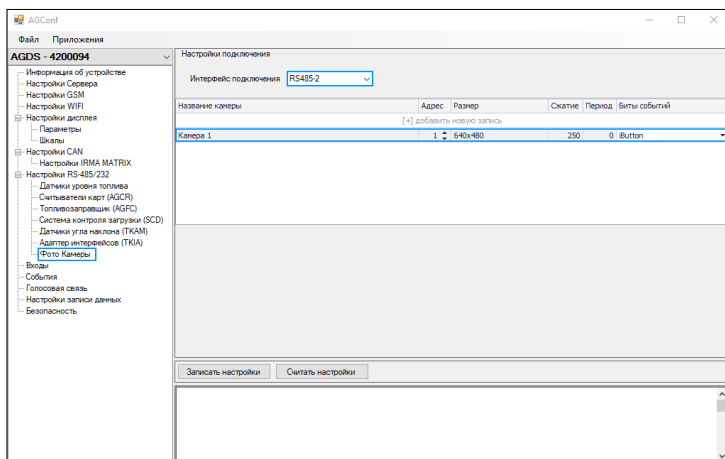 AGConf
Файл Приложения
AGDS - 4200094
Информация об устройстве
Настройки Сервера
Настройки GSM
Настройки WIFI
Настройки дисплея
Параметры
Шкалы
Настройки CAN
Настройки IRMA MATRIX
Настройки RS-485/232
Датчики уровня топлива
Считыватели карт (AGCR)
Топливозаправщик (AGFC)
Система контроля загрузки (SCD)
Датчики угла наклона (TKAM)
Адаптер интерфейсов (TKIA)
Фото Камеры
Входы
События
Голосовая связь
Настройки записи данных
Безопасность
Настройки подключения
Интерфейс подключения RS485-2
Название камеры Адрес Размер Сжатие Период Биты событий
[+] добавить новую запись
Камера 1 1 640x480 250 0 iButton
Записать настройки Считать настройки